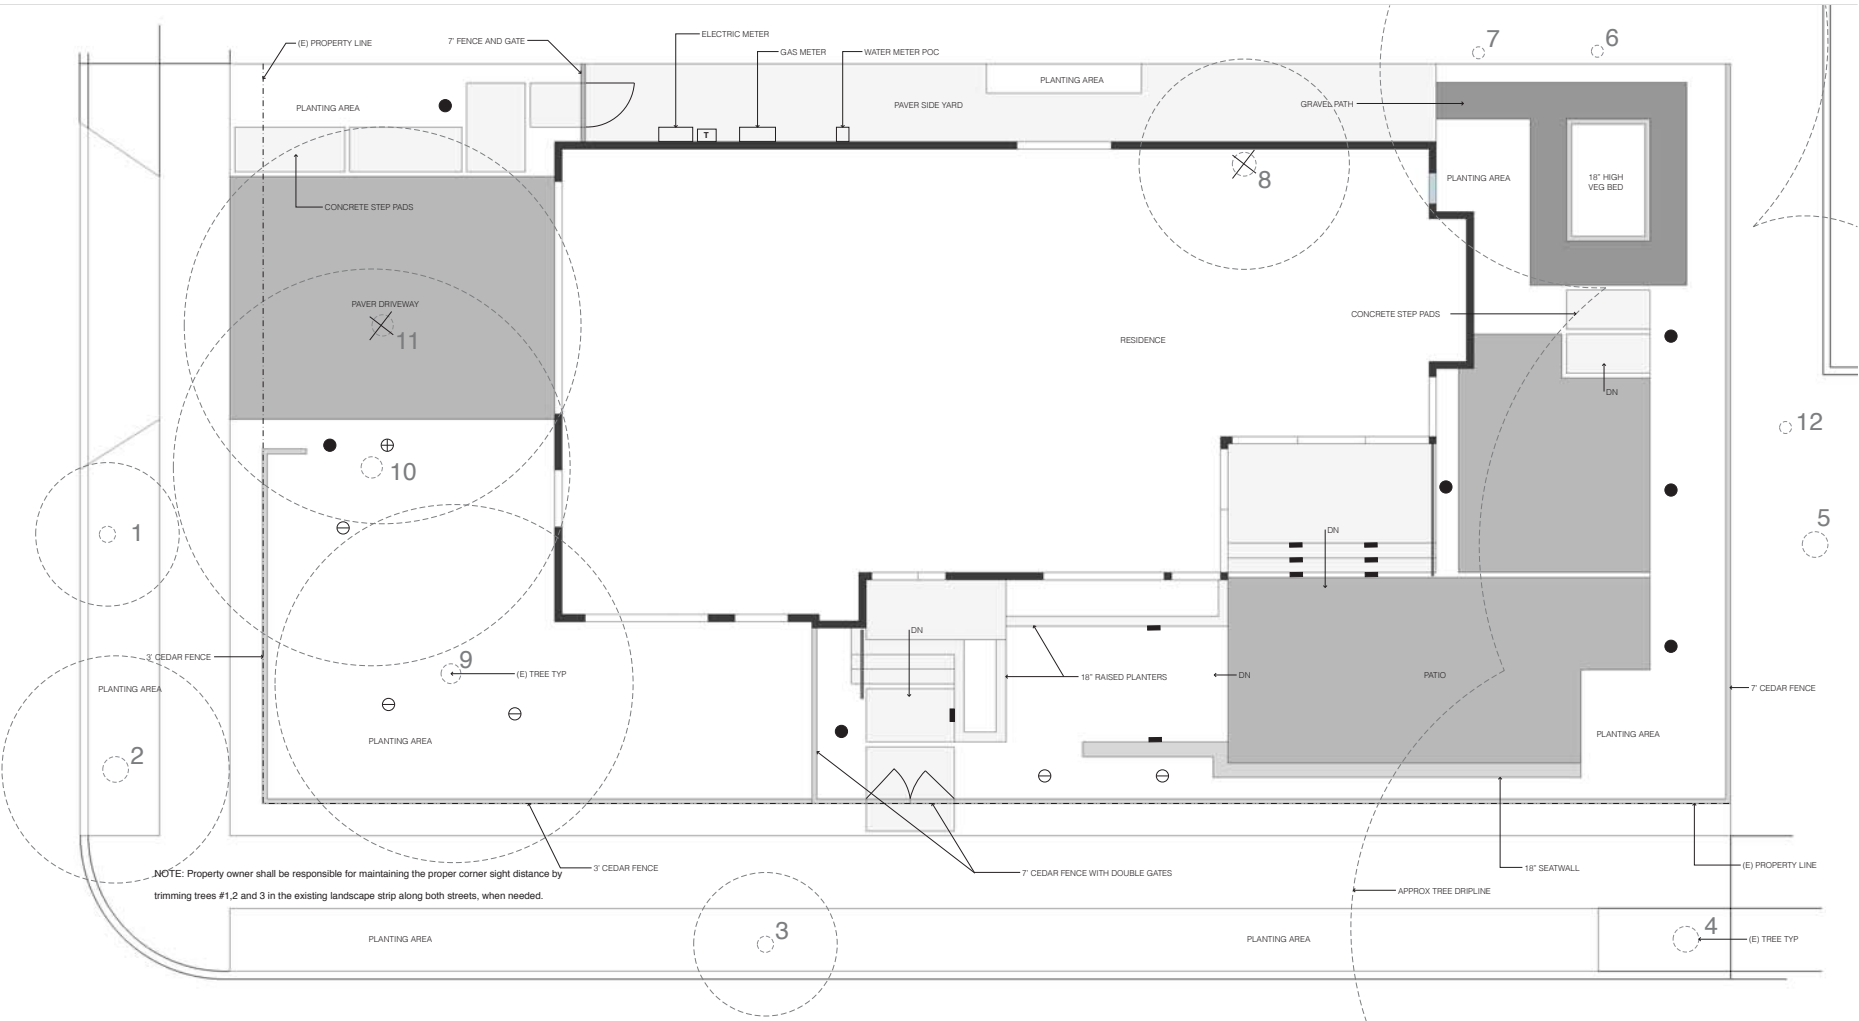 ELECTRIC METER
(E) PROPERTY LINE
7' FENCE AND GATE
GAS METER
WATER METER POC
7
6
PLANTING AREA
PLANTING AREA
PAVER SIDE YARD
GRAVEL PATH
T
8
PLANTING AREA
18" HIGH
VEG BED
CONCRETE STEP PADS
PAVER DRIVEWAY
11
CONCRETE STEP PADS
RESIDENCE
DN
12
10
1
DN
5
DN
3' CEDAR FENCE
9
(E) TREE TYP
18" RAISED PLANTERS
DN
PATIO
PLANTING AREA
7' CEDAR FENCE
2
PLANTING AREA
PLANTING AREA
NOTE: Property owner shall be responsible for maintaining the proper corner sight distance by
trimming trees #1,2 and 3 in the existing landscape strip along both streets, when needed.
3' CEDAR FENCE
7' CEDAR FENCE WITH DOUBLE GATES
18" SEATWALL
(E) PROPERTY LINE
APPROX TREE DRIPLINE
PLANTING AREA
3
PLANTING AREA
4
(E) TREE TYP